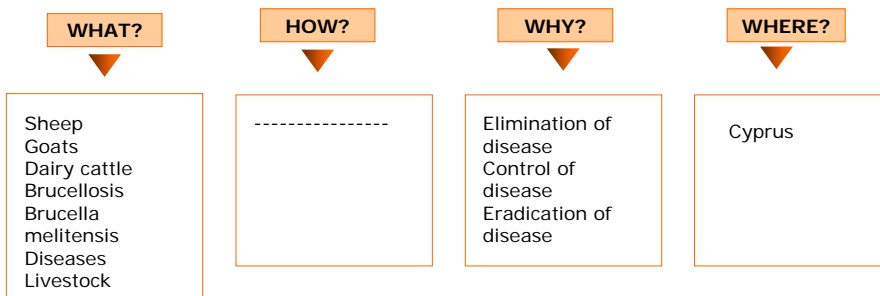 WHAT?
HOW?
WHY?
WHERE?
Sheep
Goats
Dairy cattle
Brucellosis
Brucella
melitensis
Diseases
Livestock
----------------
Elimination of
disease
Control of
disease
Eradication of
disease
Cyprus